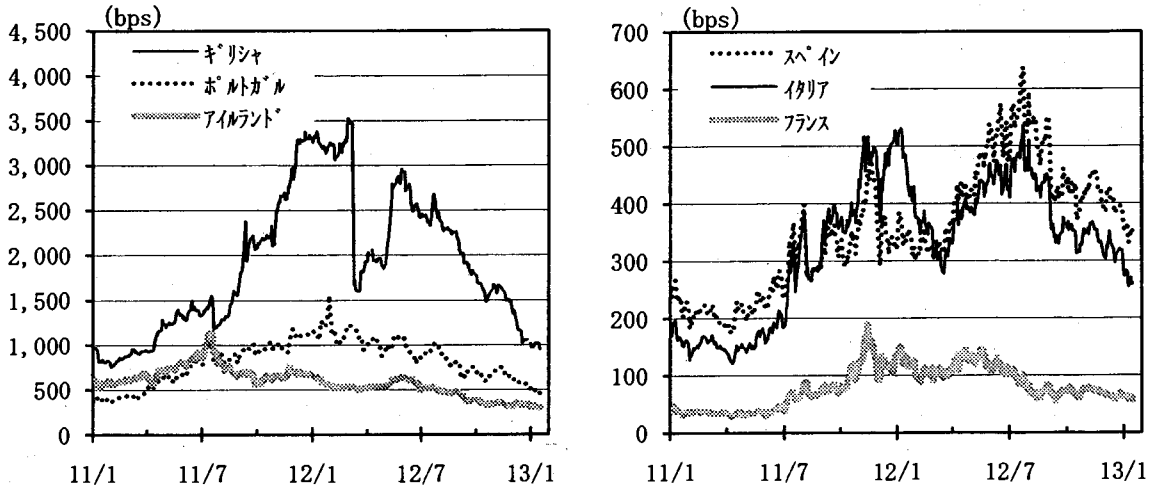 (bps)
4,500
4,000
3,500
3,000
2,500
2,000
1,500
1,000
500
0
ｷﾞﾘｼｬ
ﾎﾟﾙﾄｶﾞﾙ
ｱｲﾙﾗﾝﾄﾞ
11/1 11/7 12/1 12/7 13/1
(bps)
700
600
500
400
300
200
100
0
ｽﾍﾟｲﾝ
ｲﾀﾘｱ
ﾌﾗﾝｽ
11/1 11/7 12/1 12/7 13/1